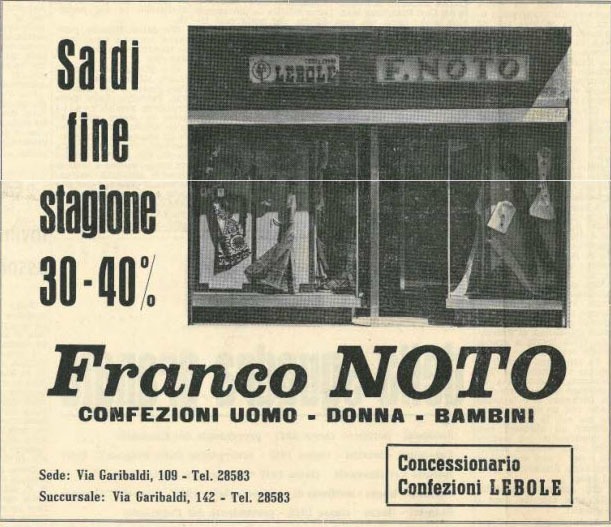 Saldi
fine
stagione
30-40%
LEBOLE
F. NOTO
Franco NOTO
CONFEZIONI UOMO - DONNA - BAMBINI
Sede: Via Garibaldi, 109 - Tel. 28583
Succursale: Via Garibaldi, 142 - Tel. 28583
Concessionario
Confezioni LEBOLE